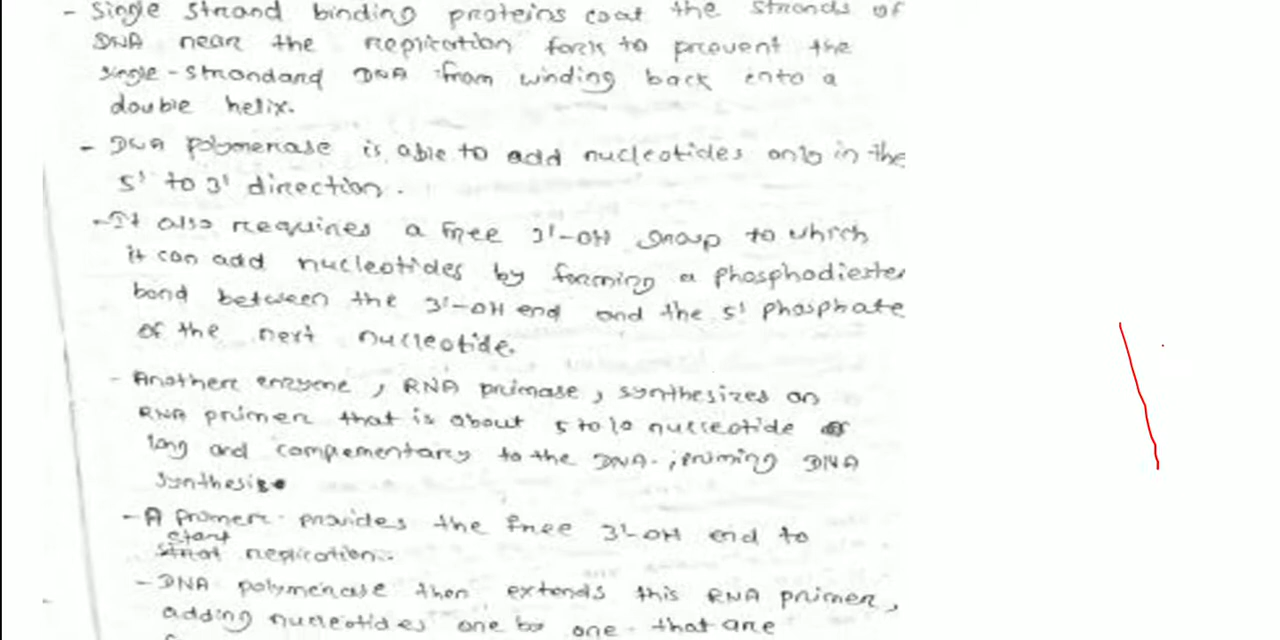 - Single strand binding proteins coat the strands of
DNA near the replication fork to prevent the
single-strandard DNA from winding back into a
double helix.
- DNA polymerase is able to add nucleotides only in the
5' to 3' direction.
- It also requires a free 3'-OH group to which
it can add nucleotides by forming a phosphodiester
bond between the 3'-OH end and the 5' phosphate
of the next nucleotide.
- Another enzyme, RNA primase, synthesizes an
RNA primer that is about 5 to 10 nucleotide
long and compementary to the DNA, priming DNA
synthesis.
- A primer provides the free 3'-OH end to
start
replication.
- DNA polymerase then extends this RNA primer,
adding nucleotides one by one that are